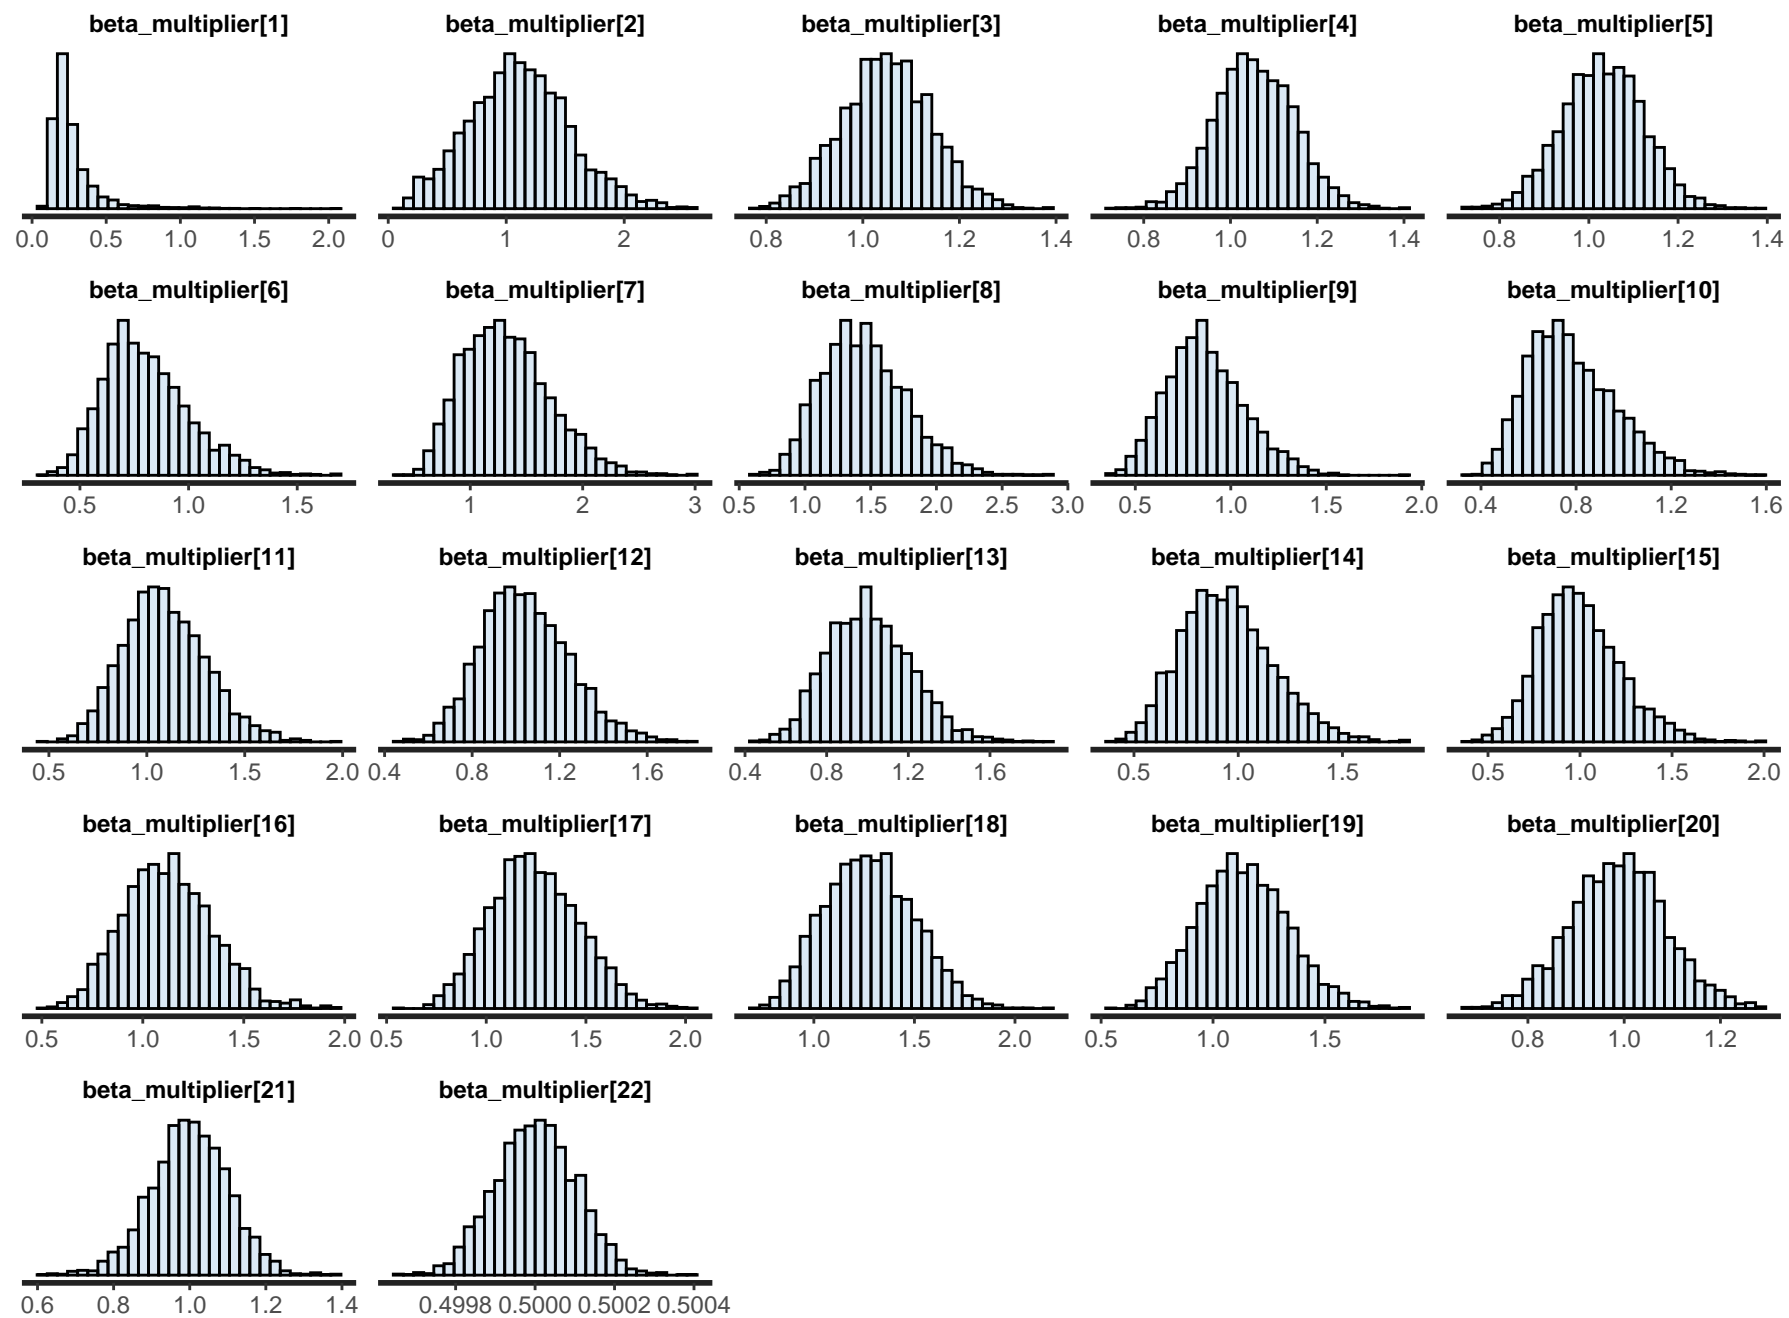 beta_multiplier[1] beta_multiplier[2] beta_multiplier[3] beta_multiplier[4] beta_multiplier[5]
0.0 0.5 1.0 1.5 2.0 0 1 2 0.8 1.0 1.2 1.4 0.8 1.0 1.2 1.4 0.8 1.0 1.2 1.4
beta_multiplier[6] beta_multiplier[7] beta_multiplier[8] beta_multiplier[9] beta_multiplier[10]
0.5 1.0 1.5 1 2 3 0.5 1.0 1.5 2.0 2.5 3.0 0.5 1.0 1.5 2.0 0.4 0.8 1.2 1.6
beta_multiplier[11] beta_multiplier[12] beta_multiplier[13] beta_multiplier[14] beta_multiplier[15]
0.5 1.0 1.5 2.0 0.4 0.8 1.2 1.6 0.4 0.8 1.2 1.6 0.5 1.0 1.5 0.5 1.0 1.5 2.0
beta_multiplier[16] beta_multiplier[17] beta_multiplier[18] beta_multiplier[19] beta_multiplier[20]
0.5 1.0 1.5 2.0 0.5 1.0 1.5 2.0 1.0 1.5 2.0 0.5 1.0 1.5 0.8 1.0 1.2
beta_multiplier[21] beta_multiplier[22]
0.6 0.8 1.0 1.2 1.4 0.4998 0.5000 0.5002 0.5004